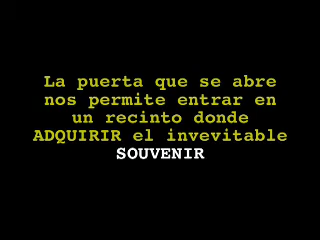 La puerta que se abre
nos permite entrar en
un recinto donde
ADQUIRIR el invevitable
SOUVENIR